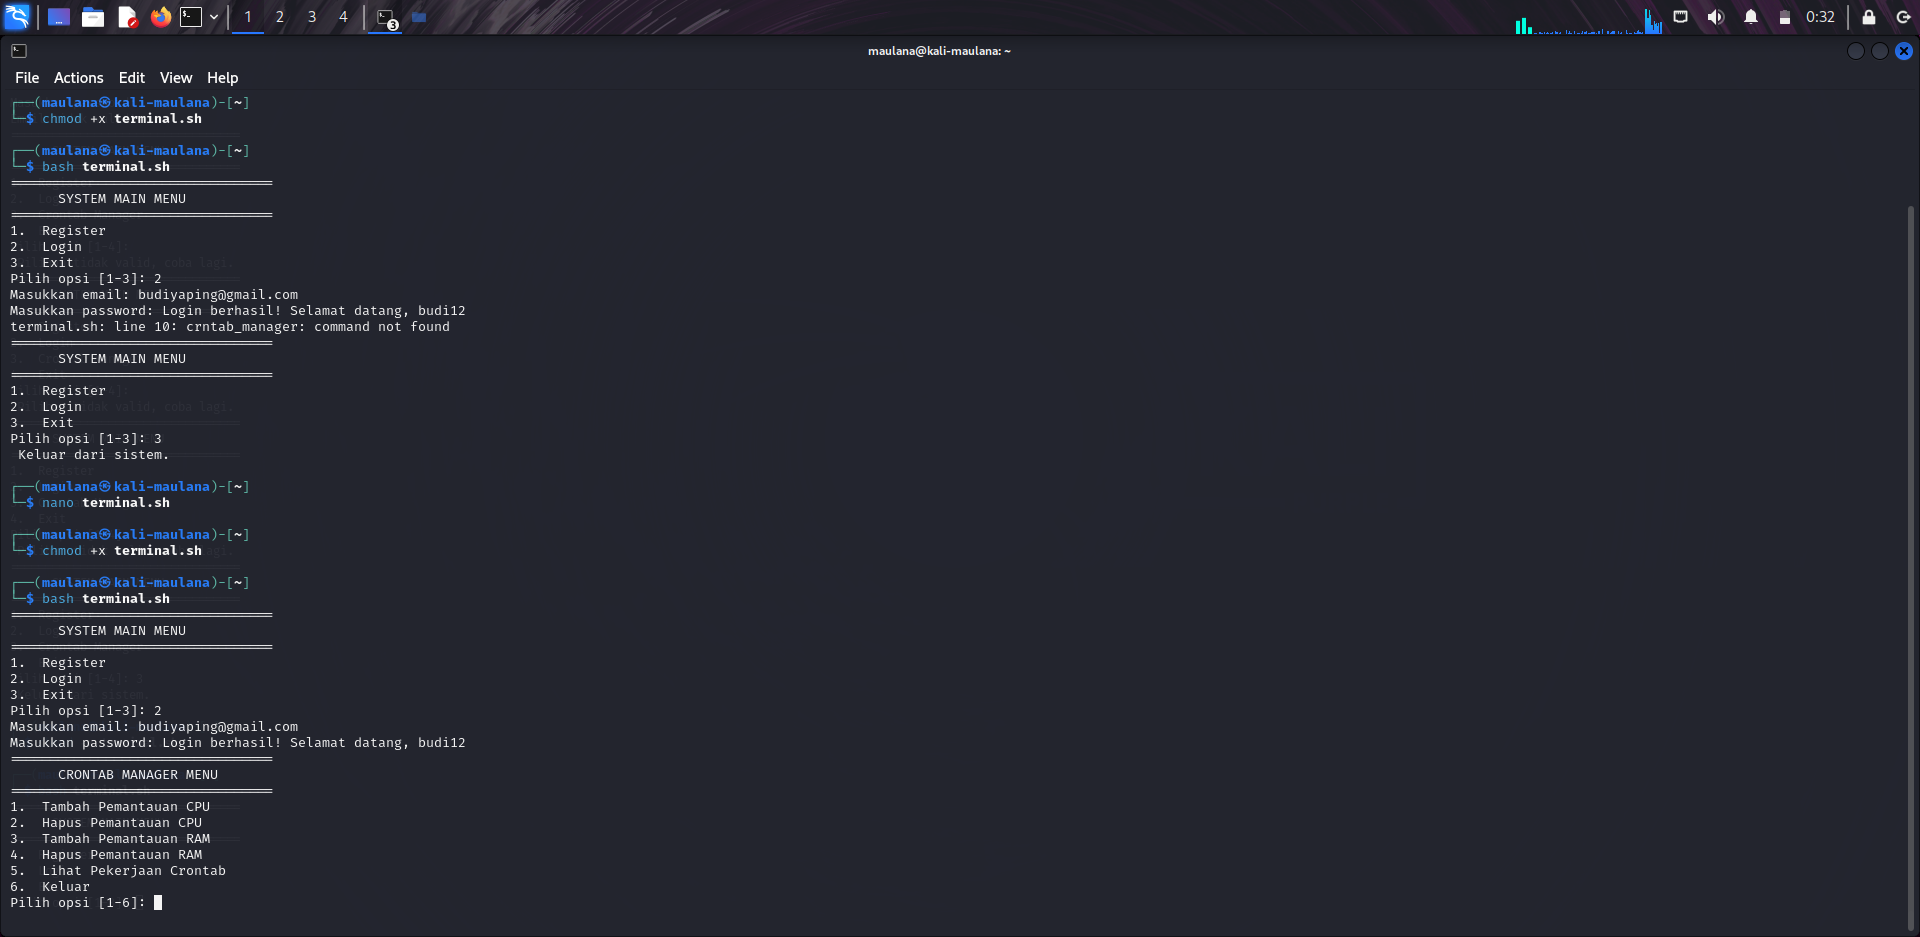 1 2 3 4 3 0:32
maulana@kali-maulana: ~
File Actions Edit View Help
┌──(maulana㉿kali-maulana)-[~]
└─$ chmod +x terminal.sh
┌──(maulana㉿kali-maulana)-[~]
└─$ bash terminal.sh
=================================
SYSTEM MAIN MENU
=================================
1. Register
2. Login
3. Exit
Pilih opsi [1-3]: 2
Masukkan email: budiyaping@gmail.com
Masukkan password: Login berhasil! Selamat datang, budi12
terminal.sh: line 10: crntab_manager: command not found
=================================
SYSTEM MAIN MENU
=================================
1. Register
2. Login
3. Exit
Pilih opsi [1-3]: 3
Keluar dari sistem.
┌──(maulana㉿kali-maulana)-[~]
└─$ nano terminal.sh
┌──(maulana㉿kali-maulana)-[~]
└─$ chmod +x terminal.sh
┌──(maulana㉿kali-maulana)-[~]
└─$ bash terminal.sh
=================================
SYSTEM MAIN MENU
=================================
1. Register
2. Login
3. Exit
Pilih opsi [1-3]: 2
Masukkan email: budiyaping@gmail.com
Masukkan password: Login berhasil! Selamat datang, budi12
=================================
CRONTAB MANAGER MENU
=================================
1. Tambah Pemantauan CPU
2. Hapus Pemantauan CPU
3. Tambah Pemantauan RAM
4. Hapus Pemantauan RAM
5. Lihat Pekerjaan Crontab
6. Keluar
Pilih opsi [1-6]: